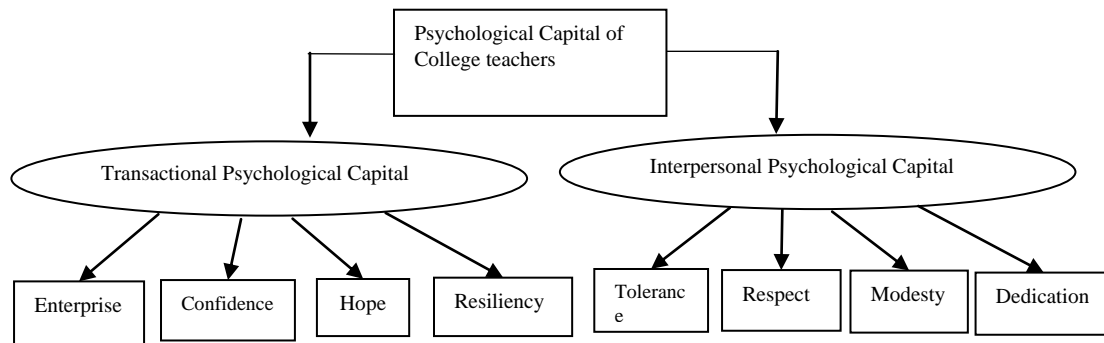 Psychological Capital of
College teachers
Transactional Psychological Capital
Interpersonal Psychological Capital
Enterprise
Confidence
Hope
Resiliency
Toleranc
e
Respect
Modesty
Dedication